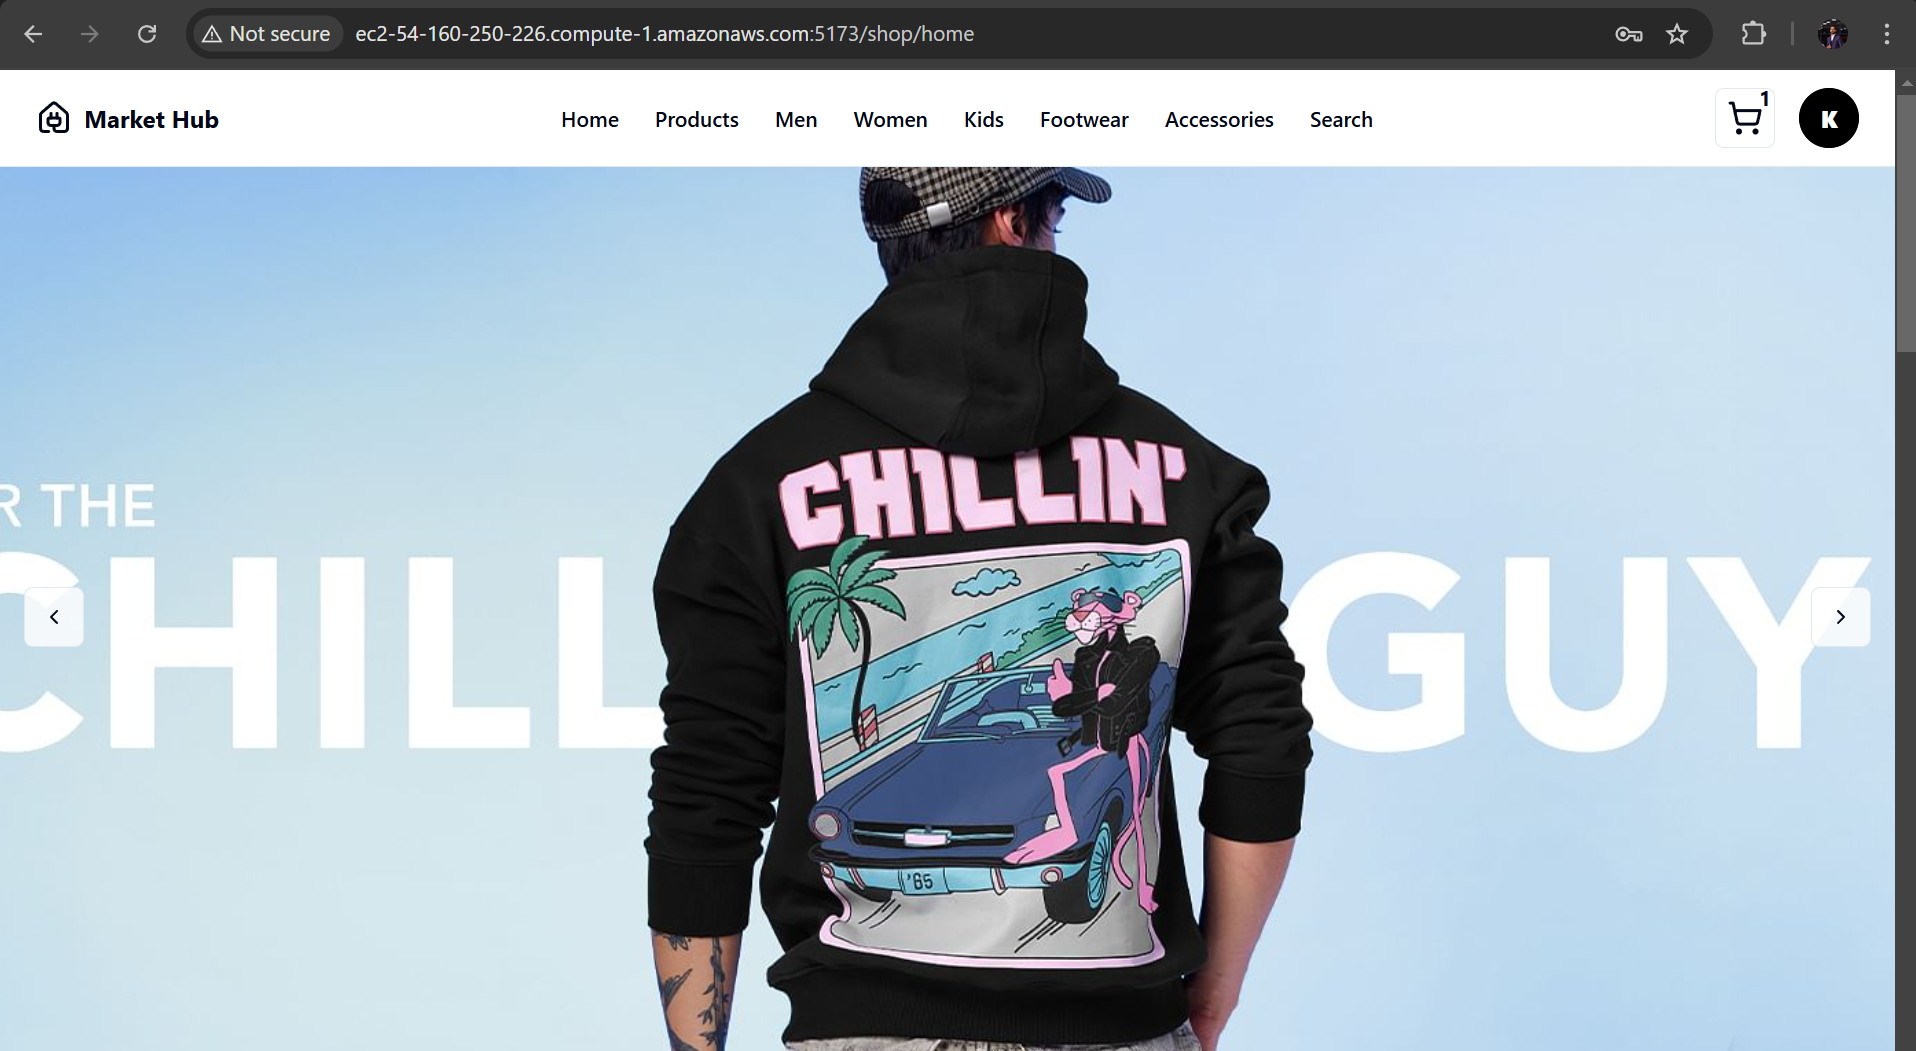 Not secure
ec2-54-160-250-226.compute-1.amazonaws.com:5173/shop/home
Market Hub
Home
Products
Men
Women
Kids
Footwear
Accessories
Search
1
K
R THE
CHILL
GUY
CHILLIN'
'65